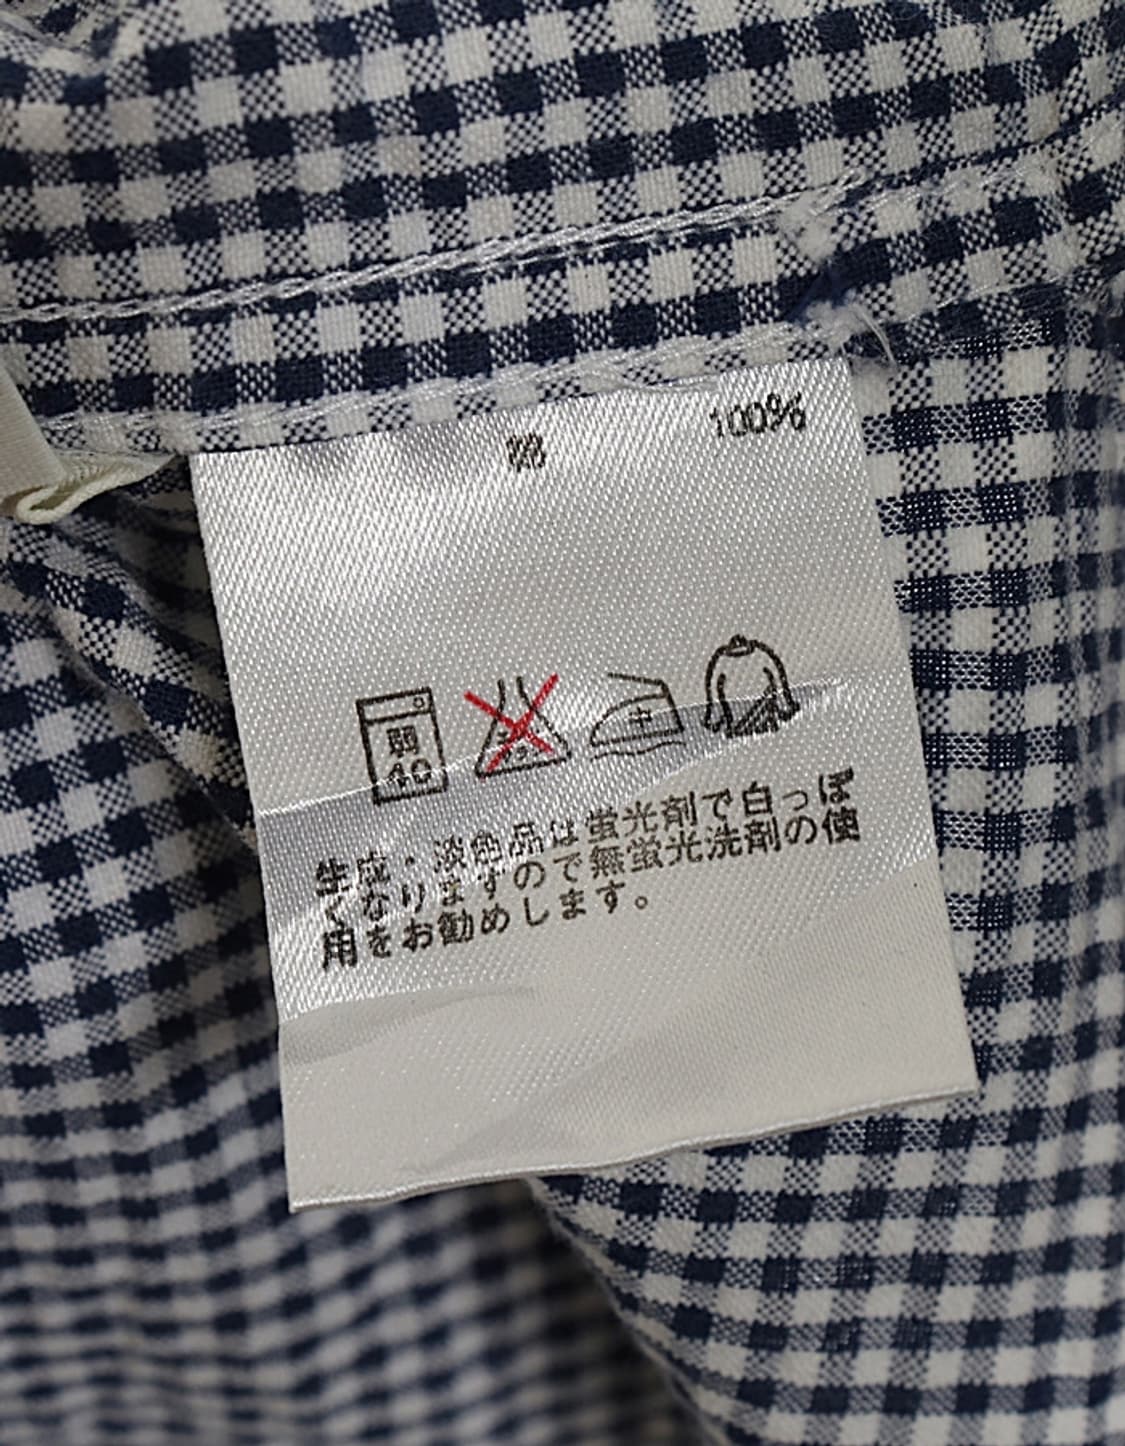 綿 100%
弱
40
中
生成・淡色品は蛍光剤で白っぽ
くなりますので無蛍光洗剤の使
用をお勧めします。